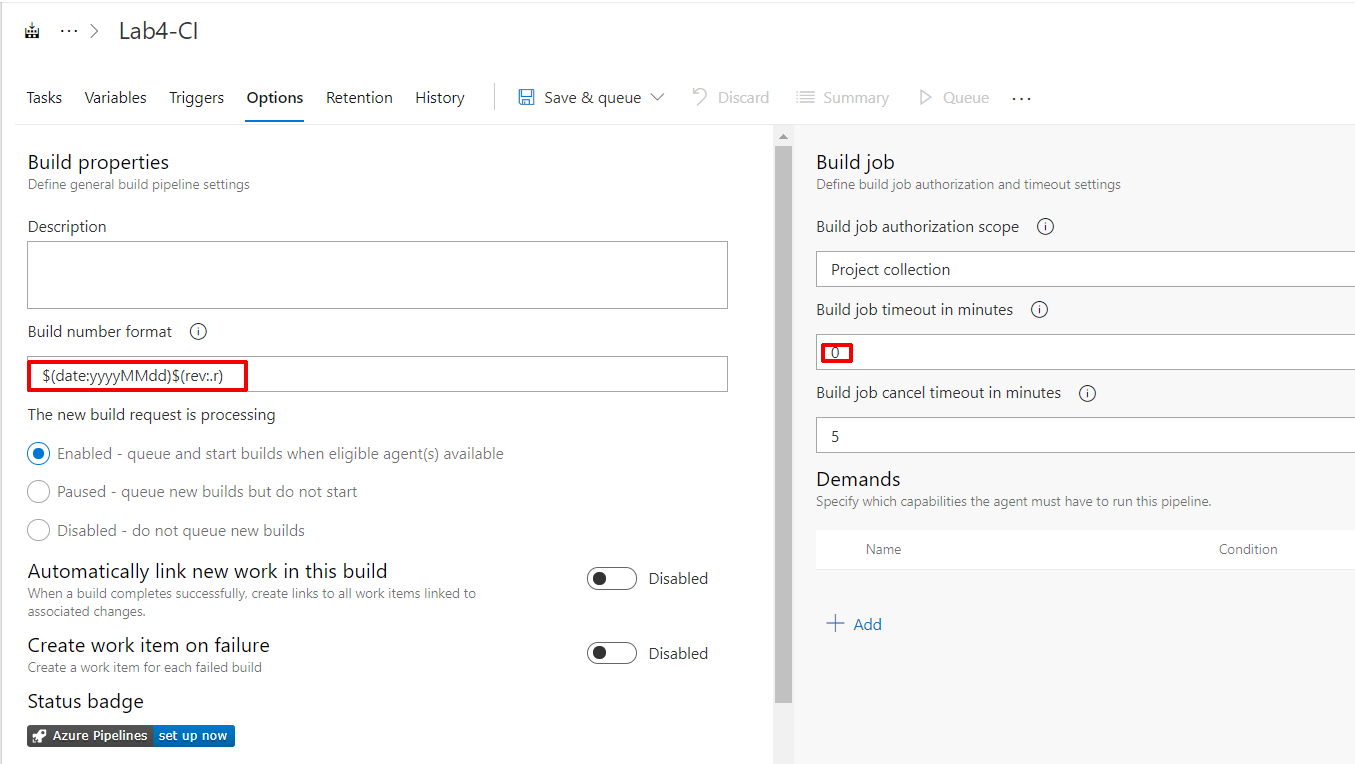 ··· > Lab4-CI
Tasks Variables Triggers Options Retention History Save & queue Discard Summary Queue ···
Build properties
Define general build pipeline settings
Description
Build number format
$(date:yyyyMMdd)$(rev:.r)
The new build request is processing
Enabled - queue and start builds when eligible agent(s) available
Paused - queue new builds but do not start
Disabled - do not queue new builds
Automatically link new work in this build
When a build completes successfully, create links to all work items linked to
associated changes.
Disabled
Create work item on failure
Create a work item for each failed build
Disabled
Status badge
Azure Pipelines set up now
Build job
Define build job authorization and timeout settings
Build job authorization scope
Project collection
Build job timeout in minutes
0
Build job cancel timeout in minutes
5
Demands
Specify which capabilities the agent must have to run this pipeline.
Name Condition
+ Add